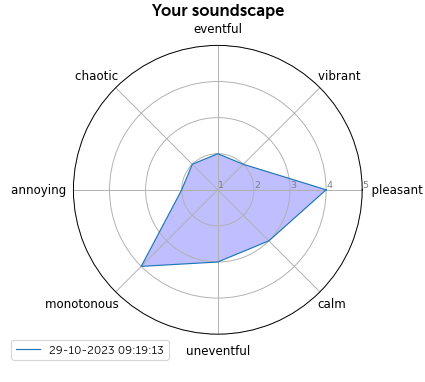 Your soundscape
eventful
chaotic
vibrant
annoying
1
2
3
4
5
pleasant
monotonous
calm
uneventful
29-10-2023 09:19:13